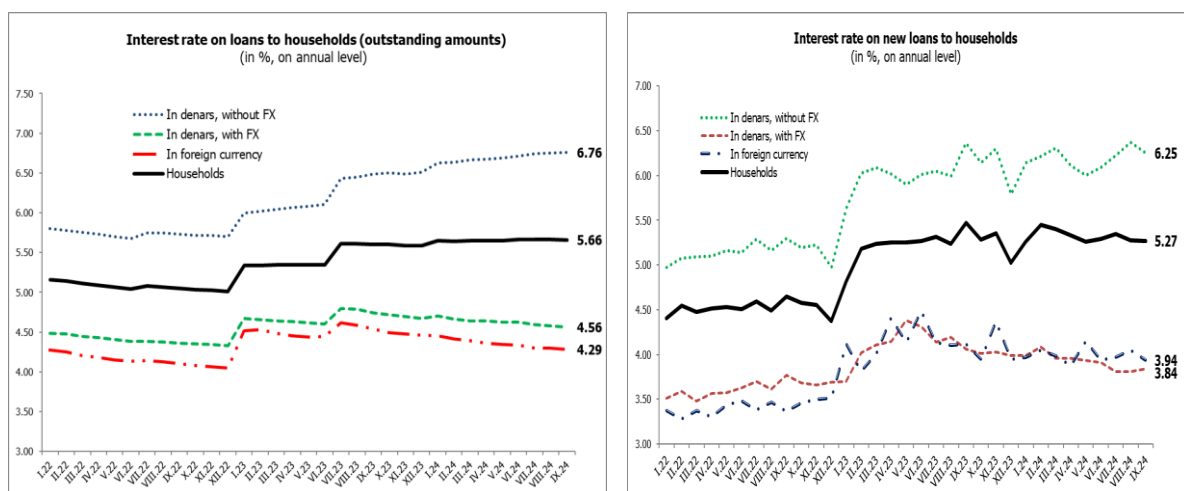 Interest rate on loans to households (outstanding amounts)
(in %, on annual level)
7.50
7.00
6.50
6.00
5.50
5.00
4.50
4.00
3.50
3.00
In denars, without FX
In denars, with FX
In foreign currency
Households
6.76
5.66
4.56
4.29
I.22
II.22
III.22
IV.22
V.22
VI.22
VII.22
VIII.22
IX.22
X.22
XI.22
XII.22
I.23
II.23
III.23
IV.23
V.23
VI.23
VII.23
VIII.23
IX.23
X.23
XI.23
XII.23
I.24
II.24
III.24
IV.24
V.24
VI.24
VII.24
VIII.24
IX.24
Interest rate on new loans to households
(in %, on annual level)
7.00
6.50
6.00
5.50
5.00
4.50
4.00
3.50
3.00
In denars, without FX
In denars, with FX
In foreign currency
Households
6.25
5.27
3.94
3.84
I.22
II.22
III.22
IV.22
V.22
VI.22
VII.22
VIII.22
IX.22
X.22
XI.22
XII.22
I.23
II.23
III.23
IV.23
V.23
VI.23
VII.23
VIII.23
IX.23
X.23
XI.23
XII.23
I.24
II.24
III.24
IV.24
V.24
VI.24
VII.24
VIII.24
IX.24